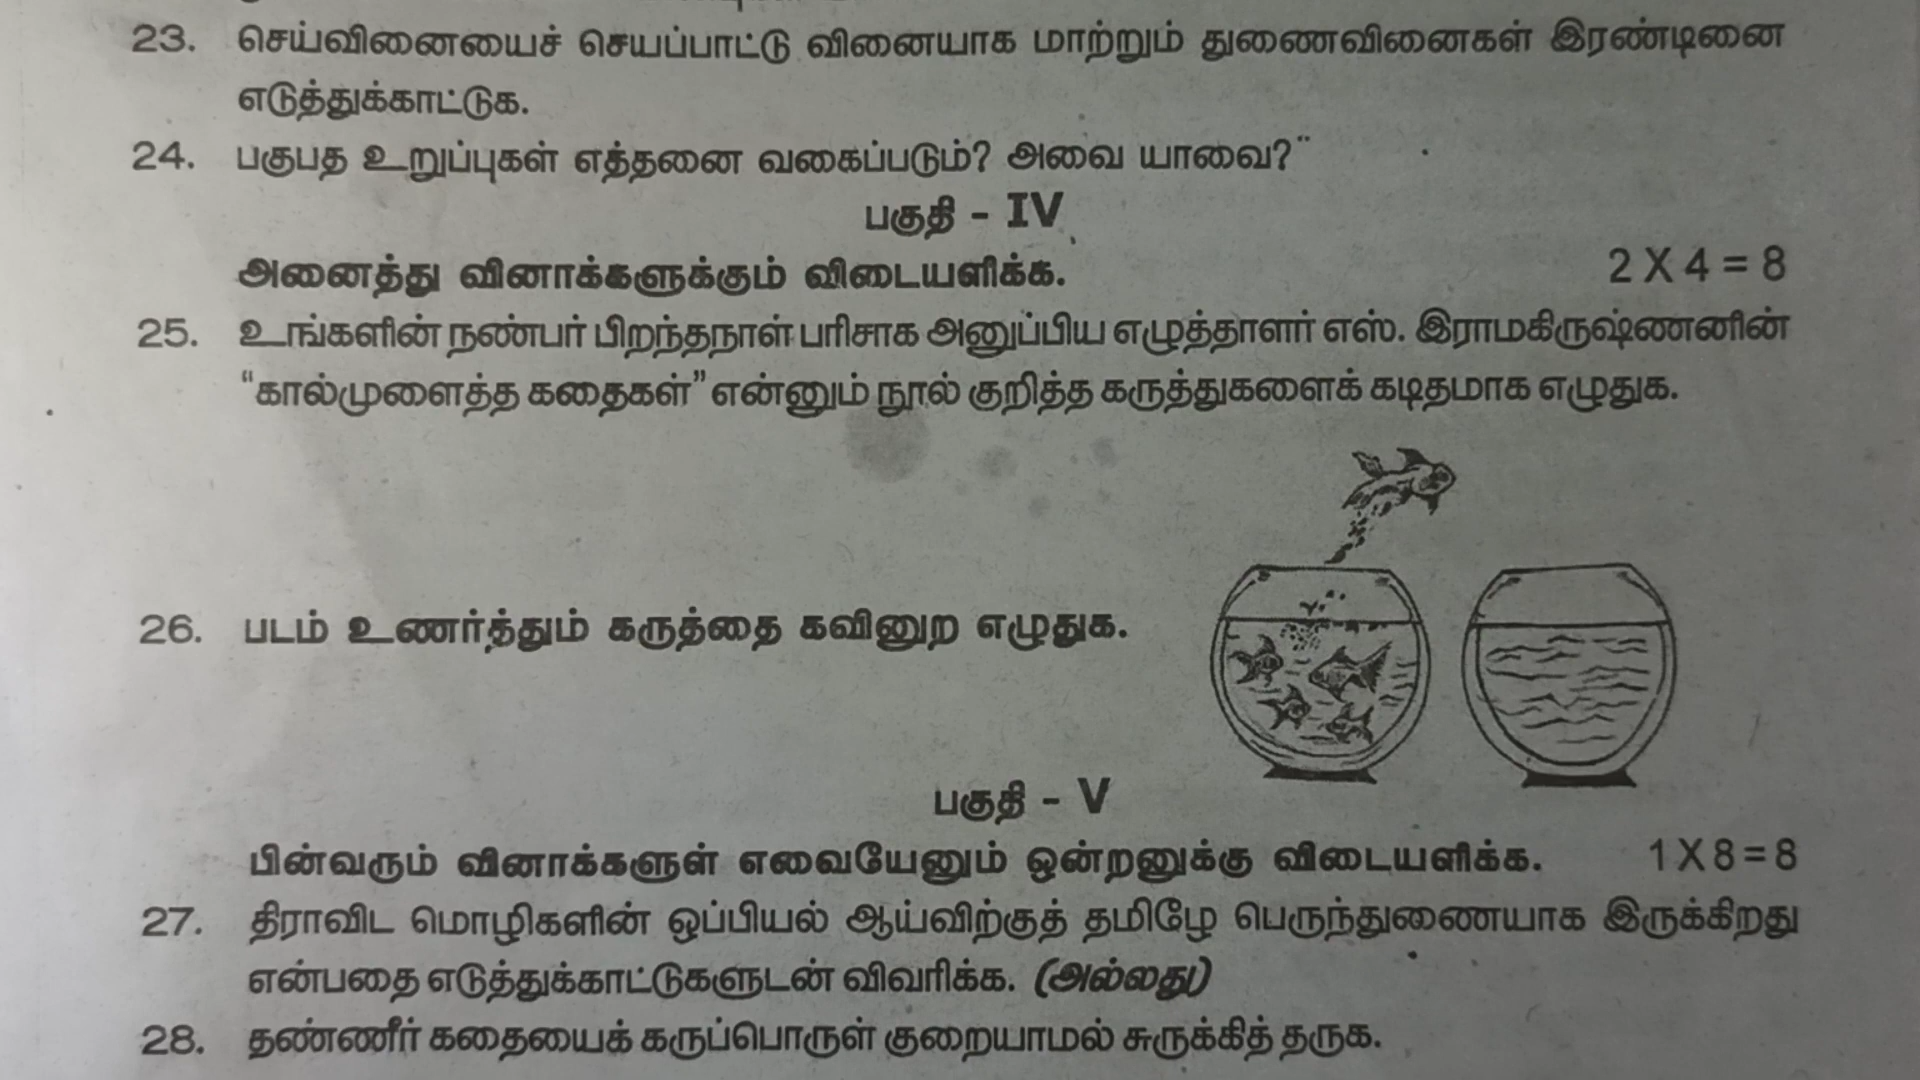 23. செய்வினையைச் செயப்பாட்டு வினையாக மாற்றும் துணைவினைகள் இரண்டினை
எடுத்துக்காட்டுக.
24. பகுபத உறுப்புகள் எத்தனை வகைப்படும்? அவை யாவை?
பகுதி - IV
அனைத்து வினாக்களுக்கும் விடையளிக்க. 2 X 4 = 8
25. உங்களின் நண்பர் பிறந்தநாள் பரிசாக அனுப்பிய எழுத்தாளர் எஸ். இராமகிருஷ்ணனின்
“கால்முளைத்த கதைகள்” என்னும் நூல் குறித்த கருத்துகளைக் கடிதமாக எழுதுக.
26. படம் உணர்த்தும் கருத்தை கவினுற எழுதுக.
பகுதி - V
பின்வரும் வினாக்களுள் எவையேனும் ஒன்றனுக்கு விடையளிக்க. 1 X 8 = 8
27. திராவிட மொழிகளின் ஒப்பியல் ஆய்விற்குத் தமிழே பெருந்துணையாக இருக்கிறது
என்பதை எடுத்துக்காட்டுகளுடன் விவரிக்க. (அல்லது)
28. தண்ணீர் கதையைக் கருப்பொருள் குறையாமல் சுருக்கித் தருக.